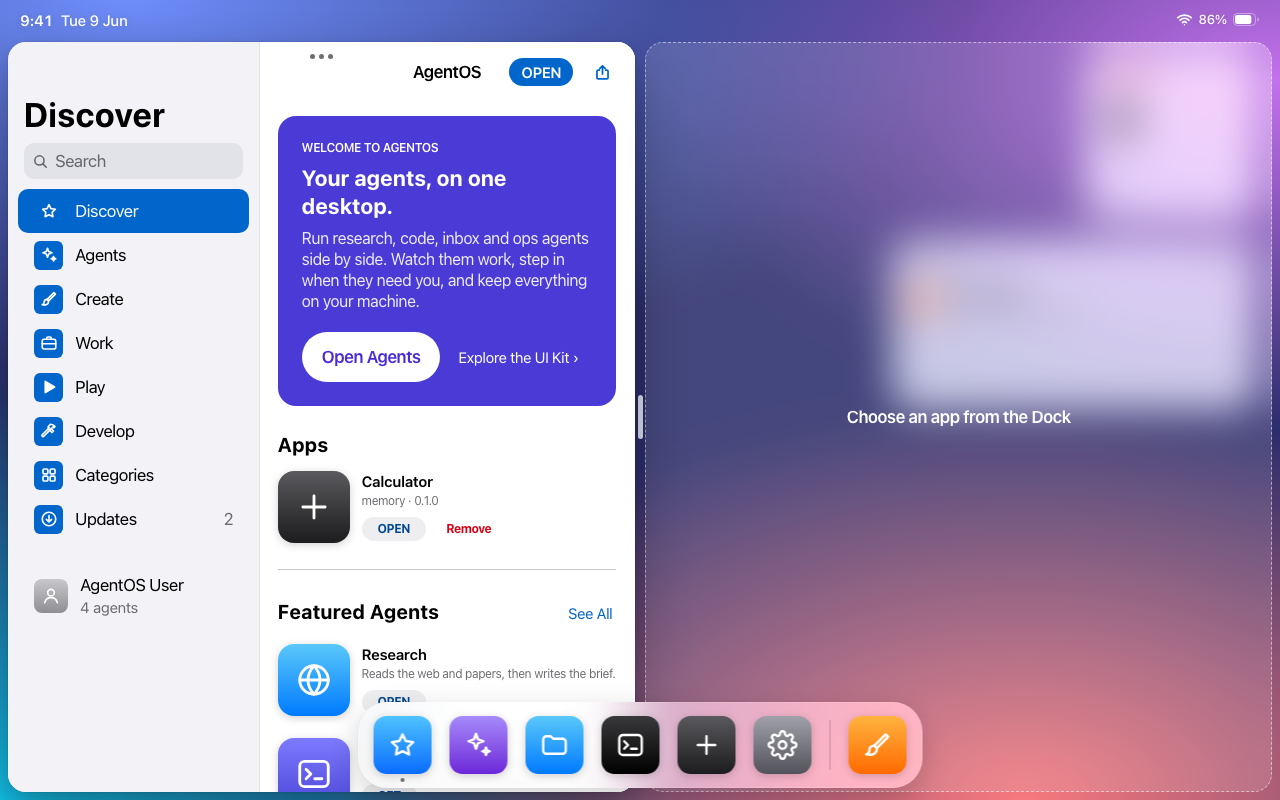 9:41 Tue 9 Jun
86%
Discover
Search
Discover
Agents
Create
Work
Play
Develop
Categories
Updates 2
AgentOS User
4 agents
AgentOS
OPEN
WELCOME TO AGENTOS
Your agents, on one
desktop.
Run research, code, inbox and ops agents
side by side. Watch them work, step in
when they need you, and keep everything
on your machine.
Open Agents
Explore the UI Kit ›
Apps
Calculator
memory · 0.1.0
OPEN
Remove
Featured Agents
See All
Research
Reads the web and papers, then writes the brief.
OPEN
Choose an app from the Dock